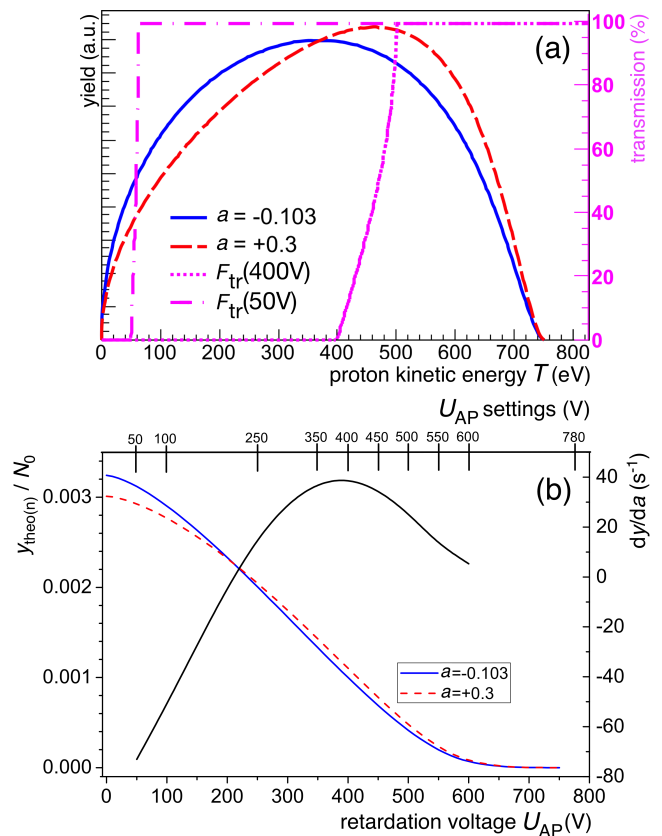 (a)
yield (a.u.)
transmission (%)
100
80
60
40
20
0
a = -0.103
a = +0.3
Ftr(400V)
Ftr(50V)
0 100 200 300 400 500 600 700 800
proton kinetic energy T (eV)
UAP settings (V)
50 100 250 350 400 450 500 550 600 780
(b)
ytheo(n) / N0
0.003
0.002
0.001
0.000
dy/da (s-1)
40
20
0
-20
-40
-60
-80
a=-0.103
a=+0.3
0 100 200 300 400 500 600 700 800
retardation voltage UAP(V)